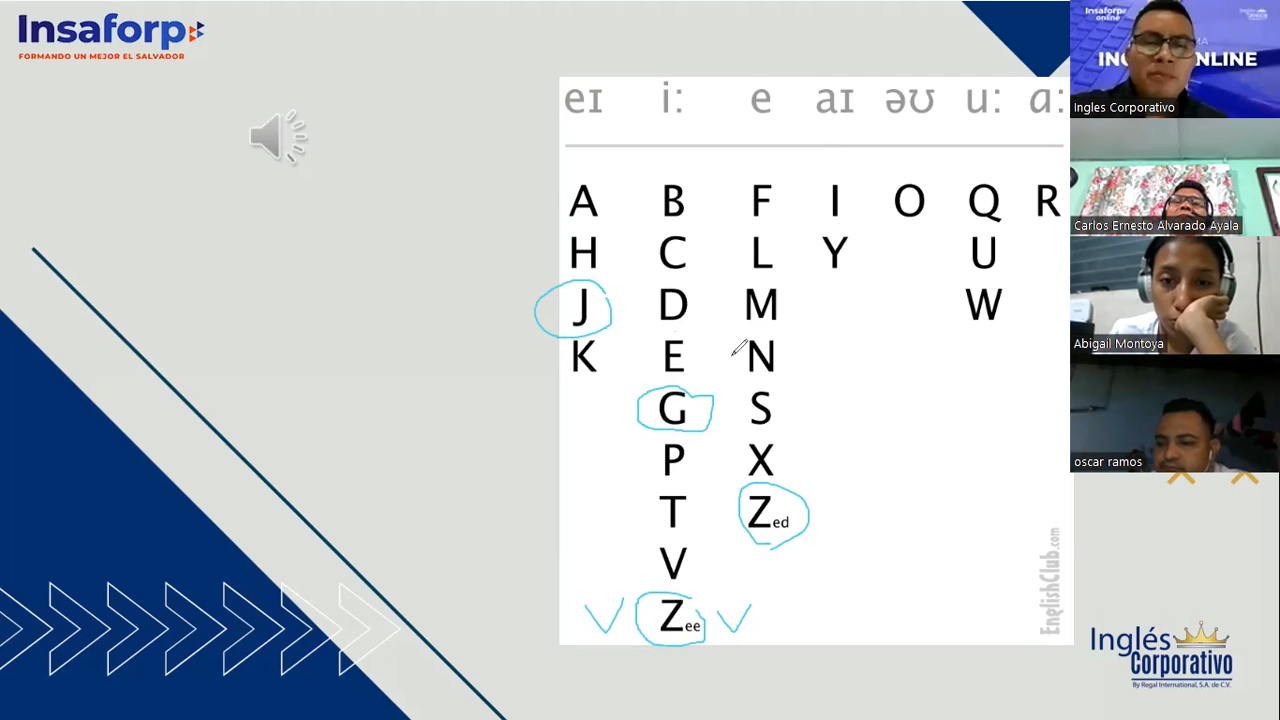 Insaforp
FORMANDO UN MEJOR EL SALVADOR
eɪ i: e aɪ əʊ u: ɑ:
A B F I O Q R
H C L Y U
J D M W
K E N
G S
P X
T Zed
V
Zee
EnglishClub.com
Insaforp
online
INGLÉS ONLINE
Ingles Corporativo
Carlos Ernesto Alvarado Ayala
Abigail Montoya
oscar ramos
Inglés
Corporativo
By Regal International, S.A. de C.V.